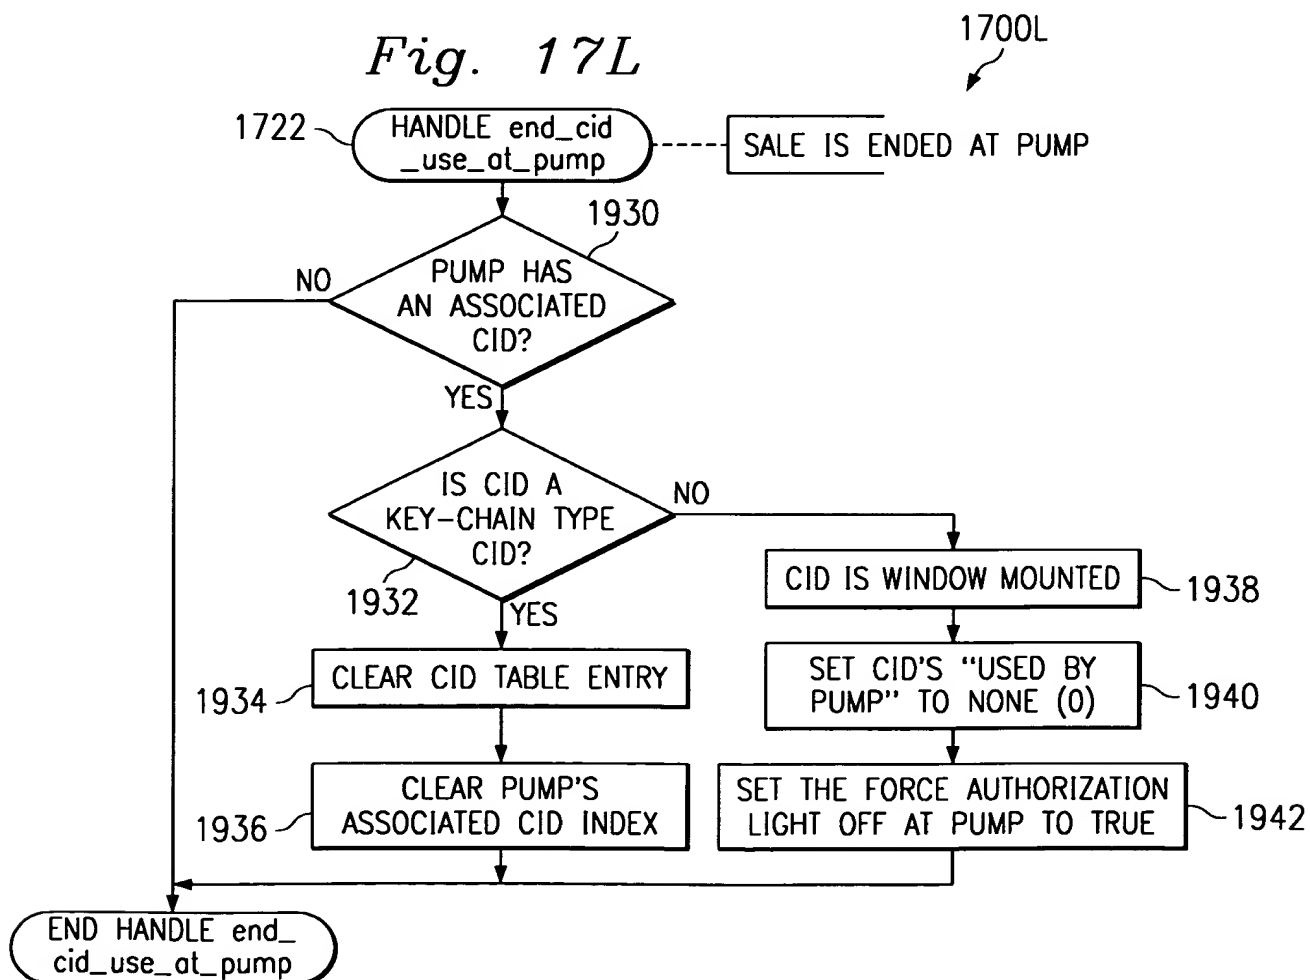 1700L
Fig. 17L
1722
HANDLE end_cid
_use_at_pump
SALE IS ENDED AT PUMP
1930
NO
PUMP HAS
AN ASSOCIATED
CID?
YES
IS CID A
KEY-CHAIN TYPE
CID?
NO
1932
YES
CID IS WINDOW MOUNTED
1938
CLEAR CID TABLE ENTRY
1934
SET CID'S "USED BY
PUMP" TO NONE (0)
1940
CLEAR PUMP'S
ASSOCIATED CID INDEX
1936
SET THE FORCE AUTHORIZATION
LIGHT OFF AT PUMP TO TRUE
1942
END HANDLE end_
cid_use_at_pump